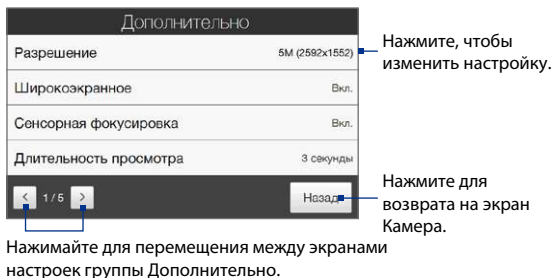 Дополнительно
Разрешение
5M (2592x1552)
Нажмите, чтобы
изменить настройку.
Широкоэкранное
Вкл.
Сенсорная фокусировка
Вкл.
Длительность просмотра
3 секунды
< 1/5 >
Назад
Нажмите для
возврата на экран
Камера.
Нажимайте для перемещения между экранами
настроек группы Дополнительно.